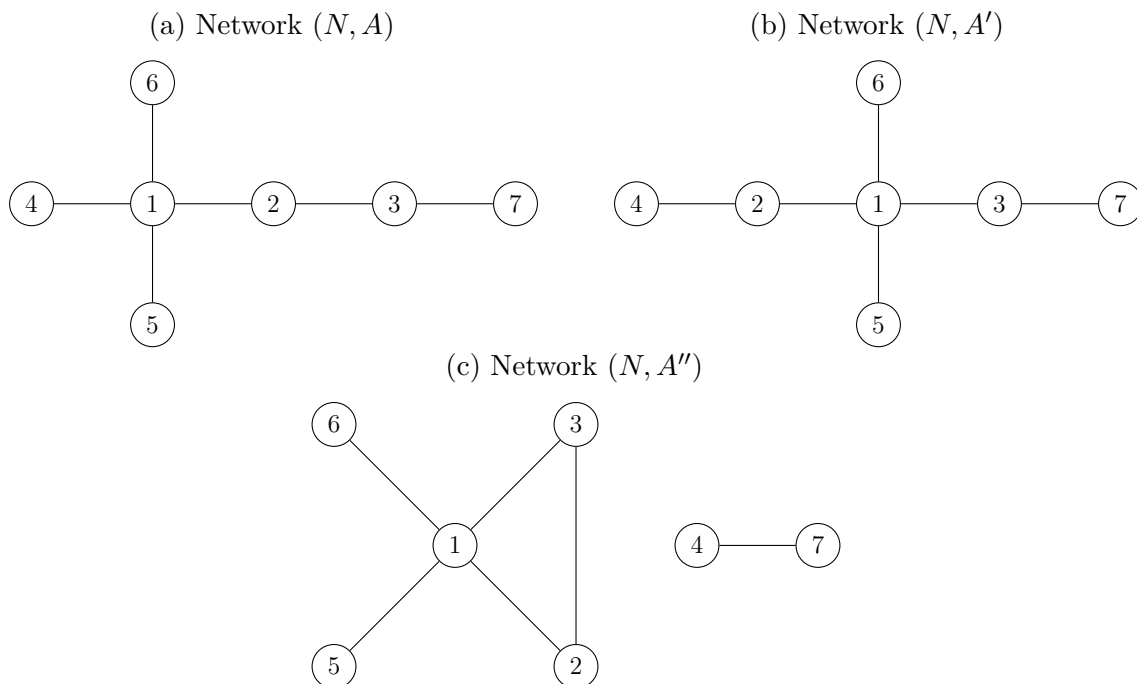 (a) Network (N, A)
6
4 1 2 3 7
5
(b) Network (N, A′)
6
4 2 1 3 7
5
(c) Network (N, A″)
6 3
1 4 7
5 2